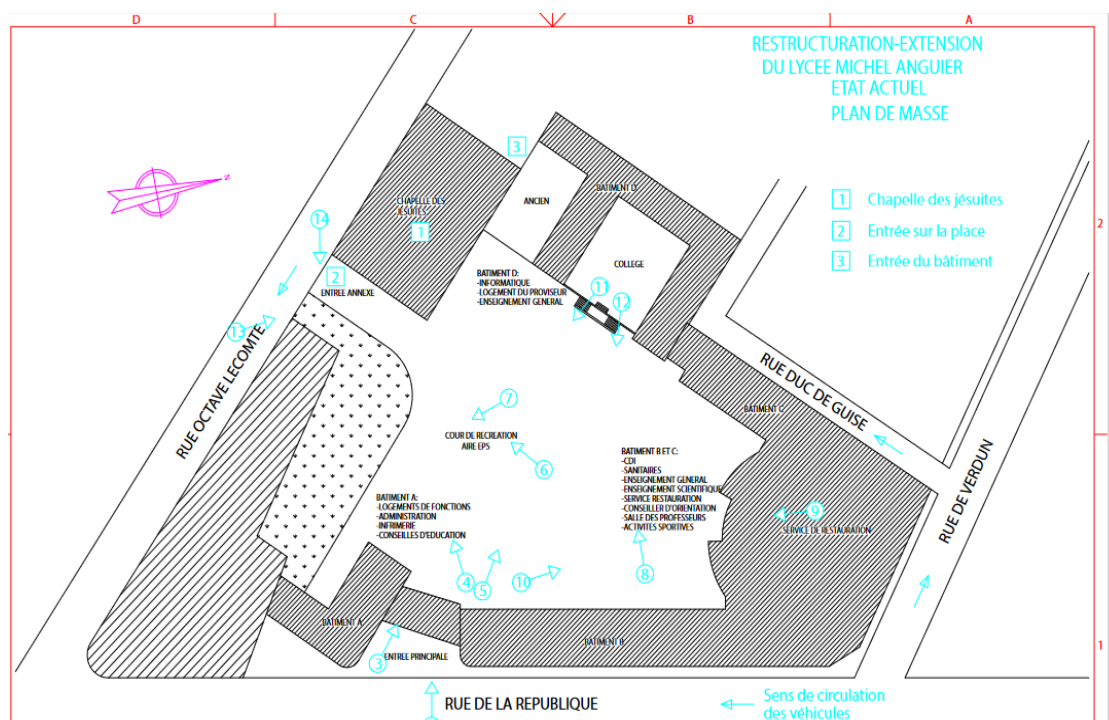 D
C
B
A
RESTRUCTURATION-EXTENSION
DU LYCEE MICHEL ANGUIER
ETAT ACTUEL
PLAN DE MASSE
3
BATIMENT D
N
ANCIEN
CHAPELLE DES
JESUITES
1
1 Chapelle des jésuites
2 Entrée sur la place
3 Entrée du bâtiment
2
14
2
ENTREE ANNEXE
COLLEGE
BATIMENT D:
-INFORMATIQUE
-LOGEMENT DU PROVISEUR
-ENSEIGNEMENT GENERAL
11
12
13
RUE OCTAVE LECOMTE
RUE DUC DE GUISE
BATIMENT C
7
COUR DE RECREATION
AIRE EPS
6
BATIMENT B ET C:
-CDI
-SANITAIRES
-ENSEIGNEMENT GENERAL
-ENSEIGNEMENT SCIENTIFIQUE
-SERVICE RESTAURATION
-CONSEILLER D'ORIENTATION
-SALLE DES PROFESSEURS
-ACTIVITES SPORTIVES
RUE DE VERDUN
BATIMENT A:
-LOGEMENTS DE FONCTIONS
-ADMINISTRATION
-INFRIMERIE
-CONSEILLES D'EDUCATION
9
SERVICE DE RESTAURATION
4
5
10
8
BATIMENT A
BATIMENT B
1
3
ENTREE PRINCIPALE
RUE DE LA REPUBLIQUE
Sens de circulation
des véhicules